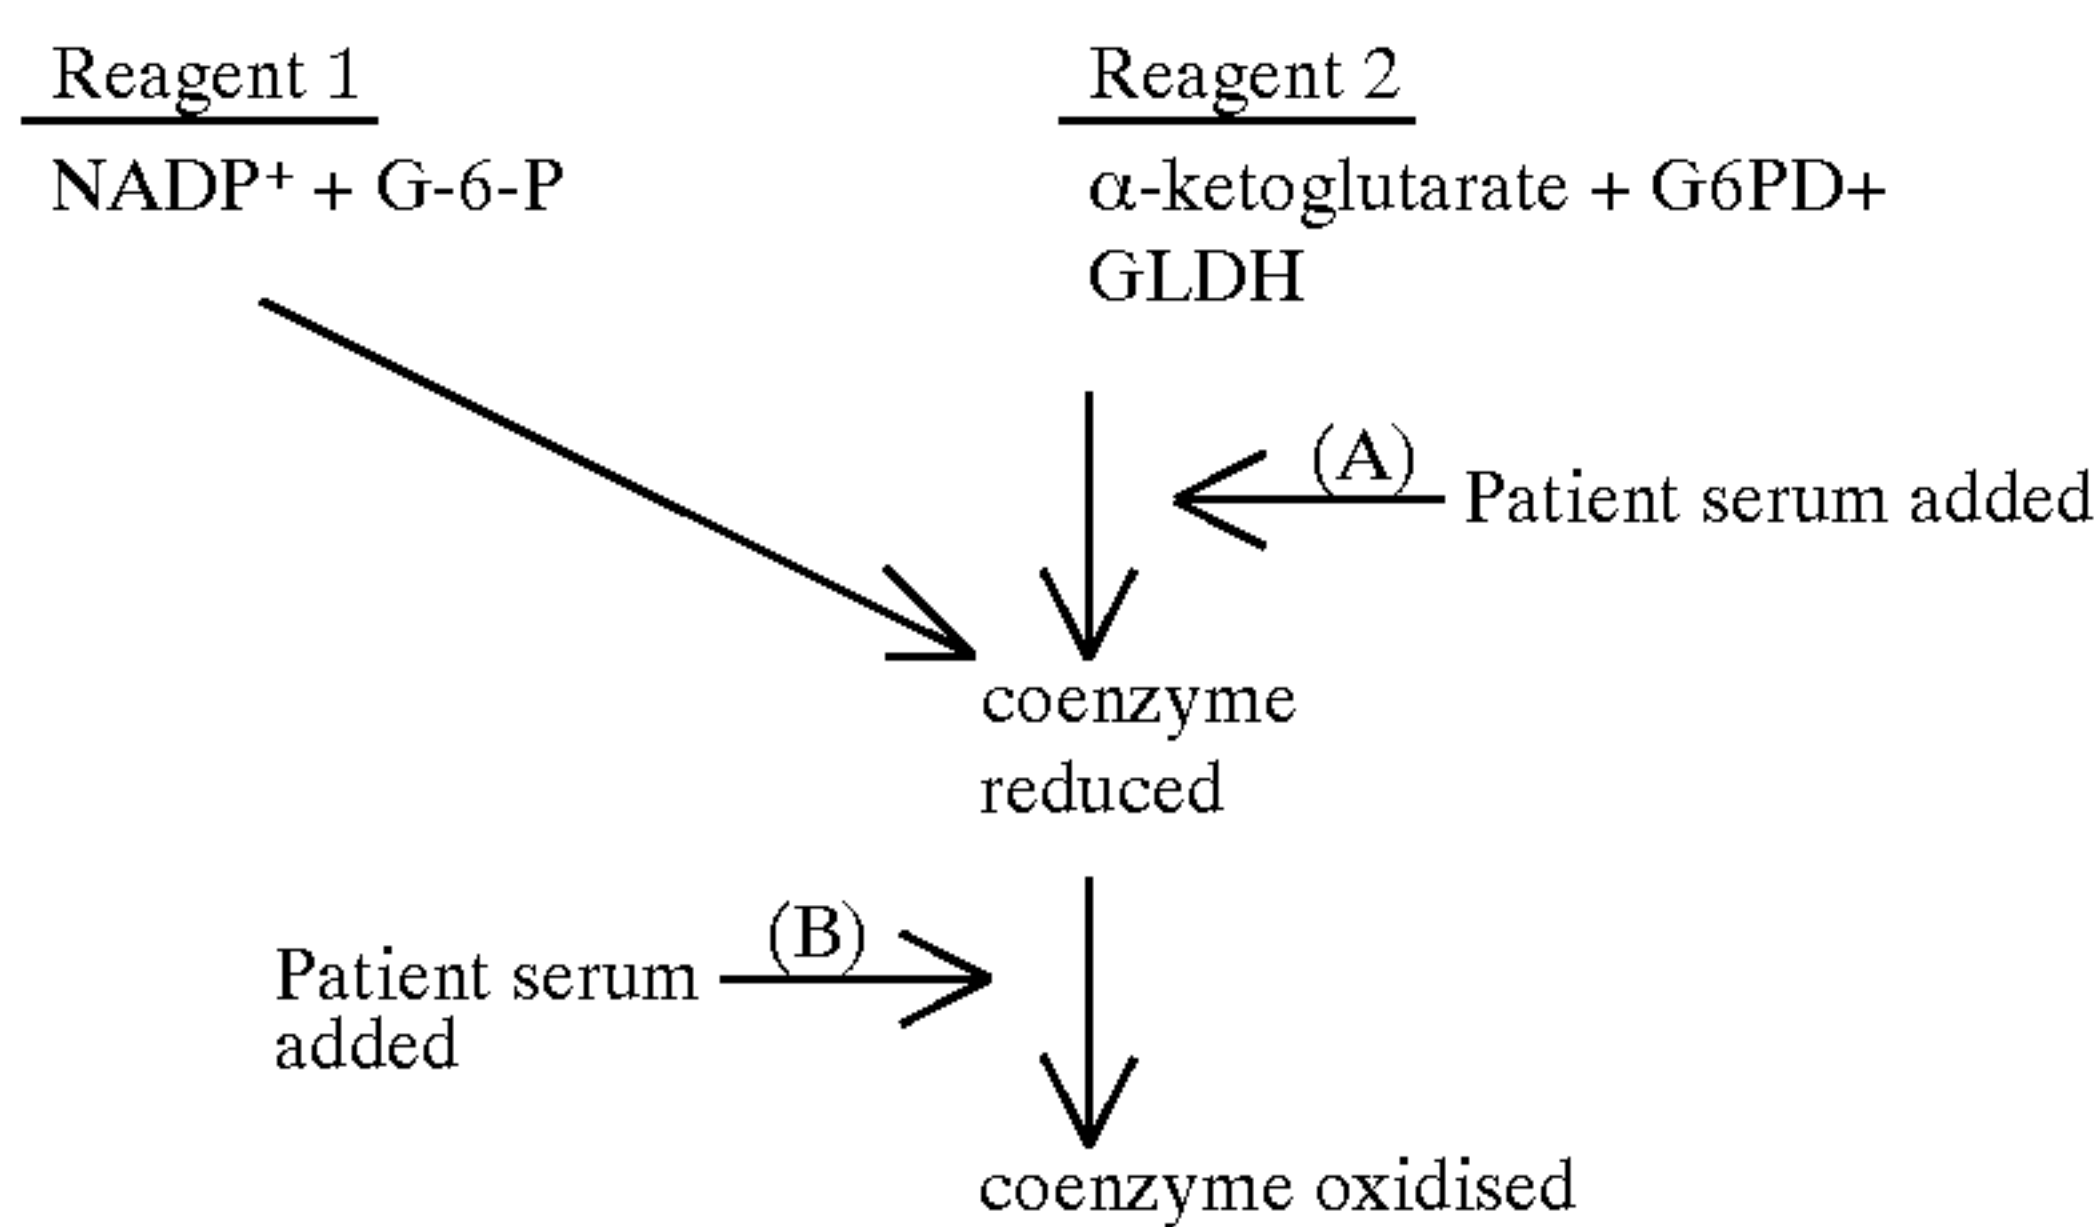 Reagent 1
NADP⁺ + G-6-P
Reagent 2
α-ketoglutarate + G6PD+
GLDH
(A)
Patient serum added
coenzyme
reduced
(B)
Patient serum
added
coenzyme oxidised